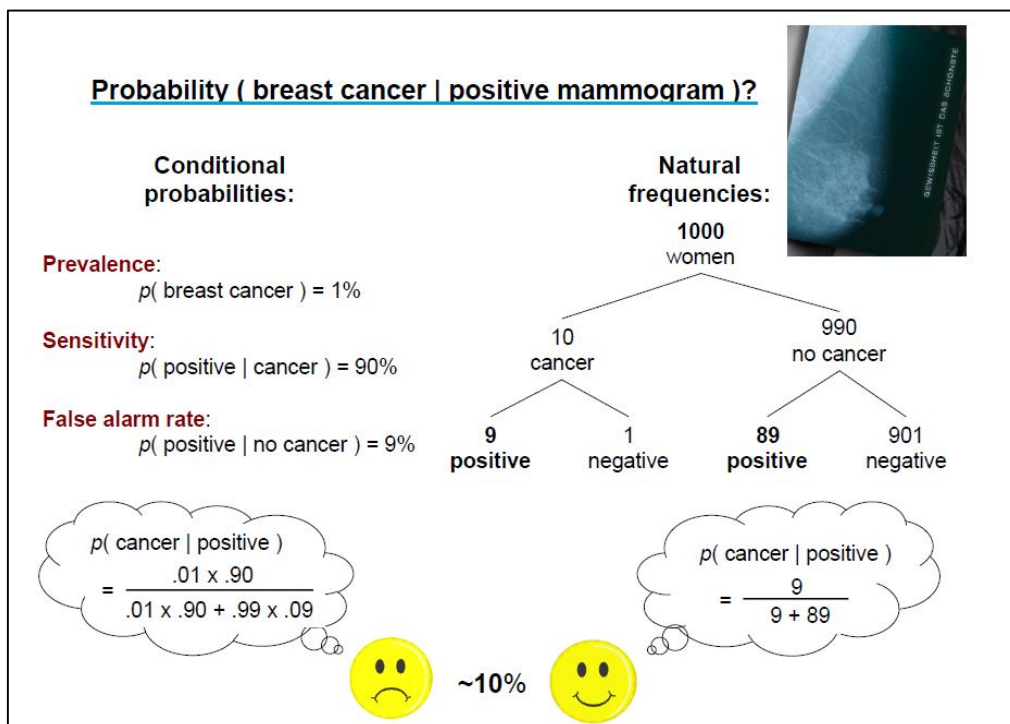 Probability ( breast cancer | positive mammogram )?
GEWISSHEIT IST DAS SCHÖNSTE
Conditional
probabilities:
Prevalence:
p( breast cancer ) = 1%
Sensitivity:
p( positive | cancer ) = 90%
False alarm rate:
p( positive | no cancer ) = 9%
p( cancer | positive )
= .01 x .90
.01 x .90 + .99 x .09
Natural
frequencies:
1000
women
10
cancer
990
no cancer
9
positive
1
negative
89
positive
901
negative
p( cancer | positive )
= 9
9 + 89
~10%